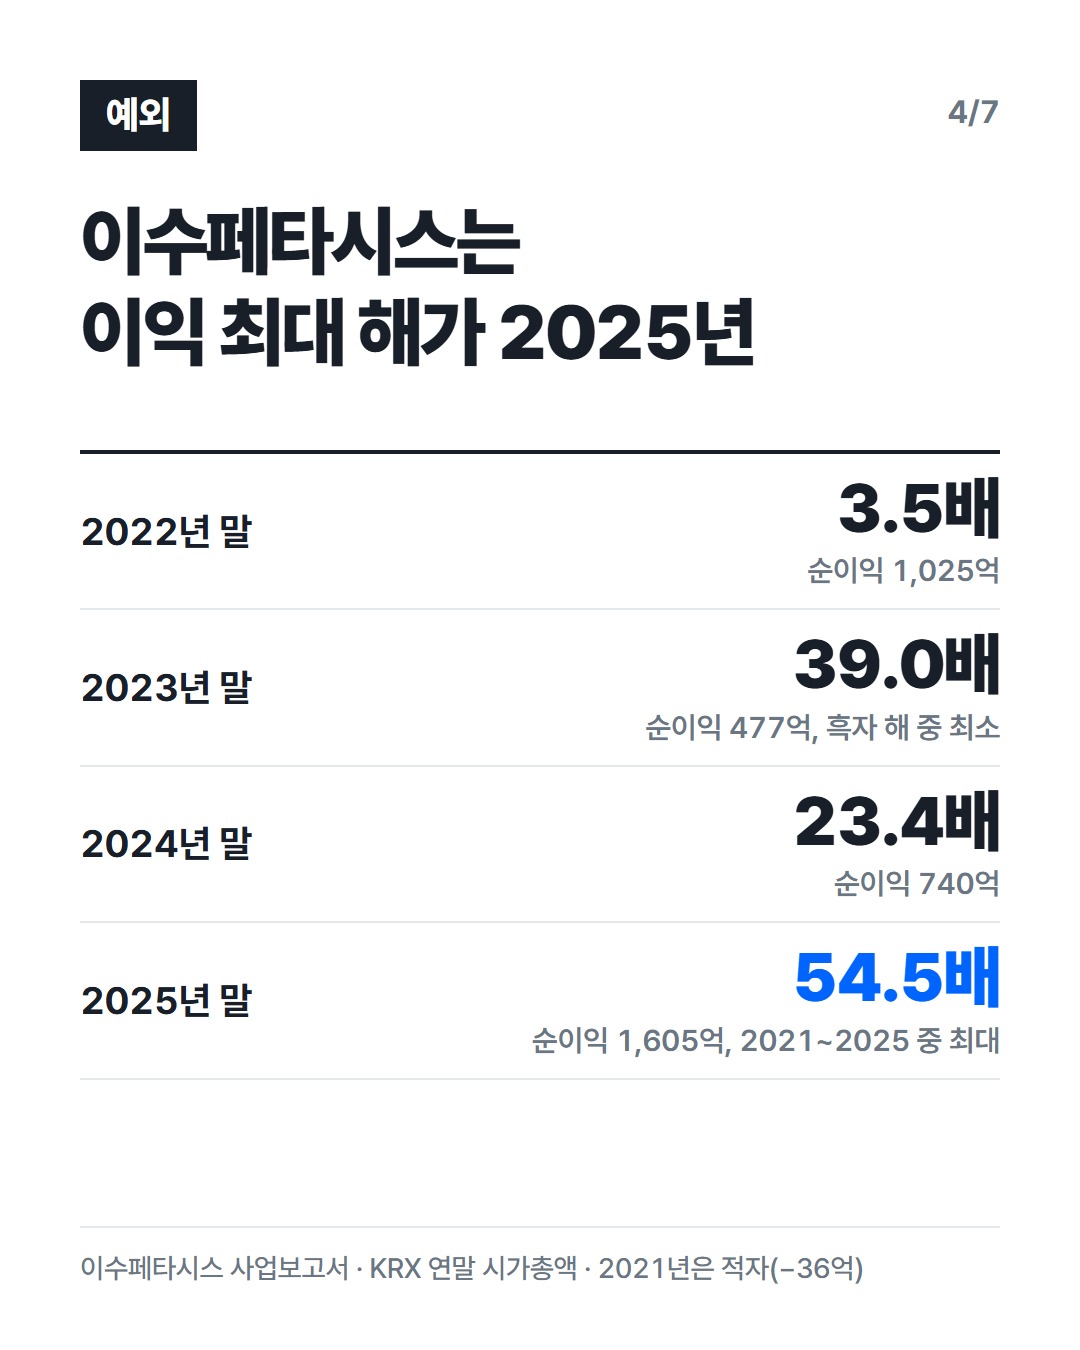 예외
4/7
이수페타시스는
이익 최대 해가 2025년
2022년 말
3.5배
순이익 1,025억
2023년 말
39.0배
순이익 477억, 흑자 해 중 최소
2024년 말
23.4배
순이익 740억
2025년 말
54.5배
순이익 1,605억, 2021~2025 중 최대
이수페타시스 사업보고서 · KRX 연말 시가총액 · 2021년은 적자(−36억)